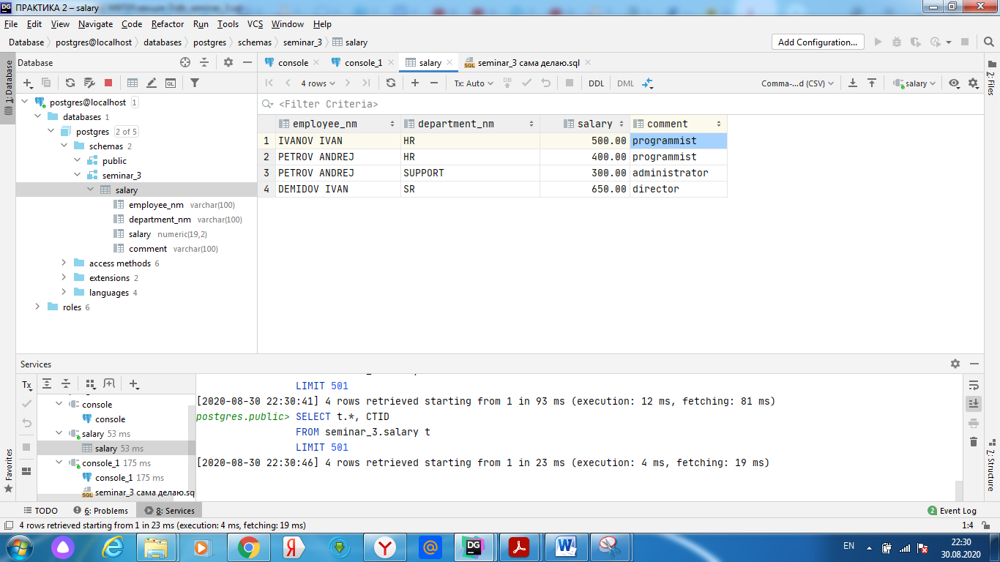 ПРАКТИКА 2 – salary
File Edit View Navigate Code Refactor Run Tools VCS Window Help
Database postgres@localhost databases postgres schemas seminar_3 salary Add Configuration...
1: Database
Database
console console_1 salary seminar_3 сама делаю.sql
2: Files
4 rows Tx: Auto DB DDL DML Comma-...d (CSV) salary
QL
postgres@localhost 1
databases 1
postgres 2 of 5
schemas 2
public
seminar_3
salary
employee_nm varchar(100)
department_nm varchar(100)
salary numeric(19,2)
comment varchar(100)
access methods 6
extensions 2
languages 4
roles 6
<Filter Criteria>
employee_nm department_nm salary comment
1 IVANOV IVAN HR 500.00 programmist
2 PETROV ANDREJ HR 400.00 programmist
3 PETROV ANDREJ SUPPORT 300.00 administrator
4 DEMIDOV IVAN SR 650.00 director
Services
Tx
console
console
salary 53 ms
salary 53 ms
console_1 175 ms
console_1 175 ms
SQL seminar_3 сама делаю.sq
LIMIT 501
[2020-08-30 22:30:41] 4 rows retrieved starting from 1 in 93 ms (execution: 12 ms, fetching: 81 ms)
postgres.public> SELECT t.*, CTID
FROM seminar_3.salary t
LIMIT 501
[2020-08-30 22:30:46] 4 rows retrieved starting from 1 in 23 ms (execution: 4 ms, fetching: 19 ms)
Favorites
7: Structure
TODO 6: Problems 8: Services 2 Event Log
4 rows retrieved starting from 1 in 23 ms (execution: 4 ms, fetching: 19 ms) 1:4
EN 22:30
30.08.2020